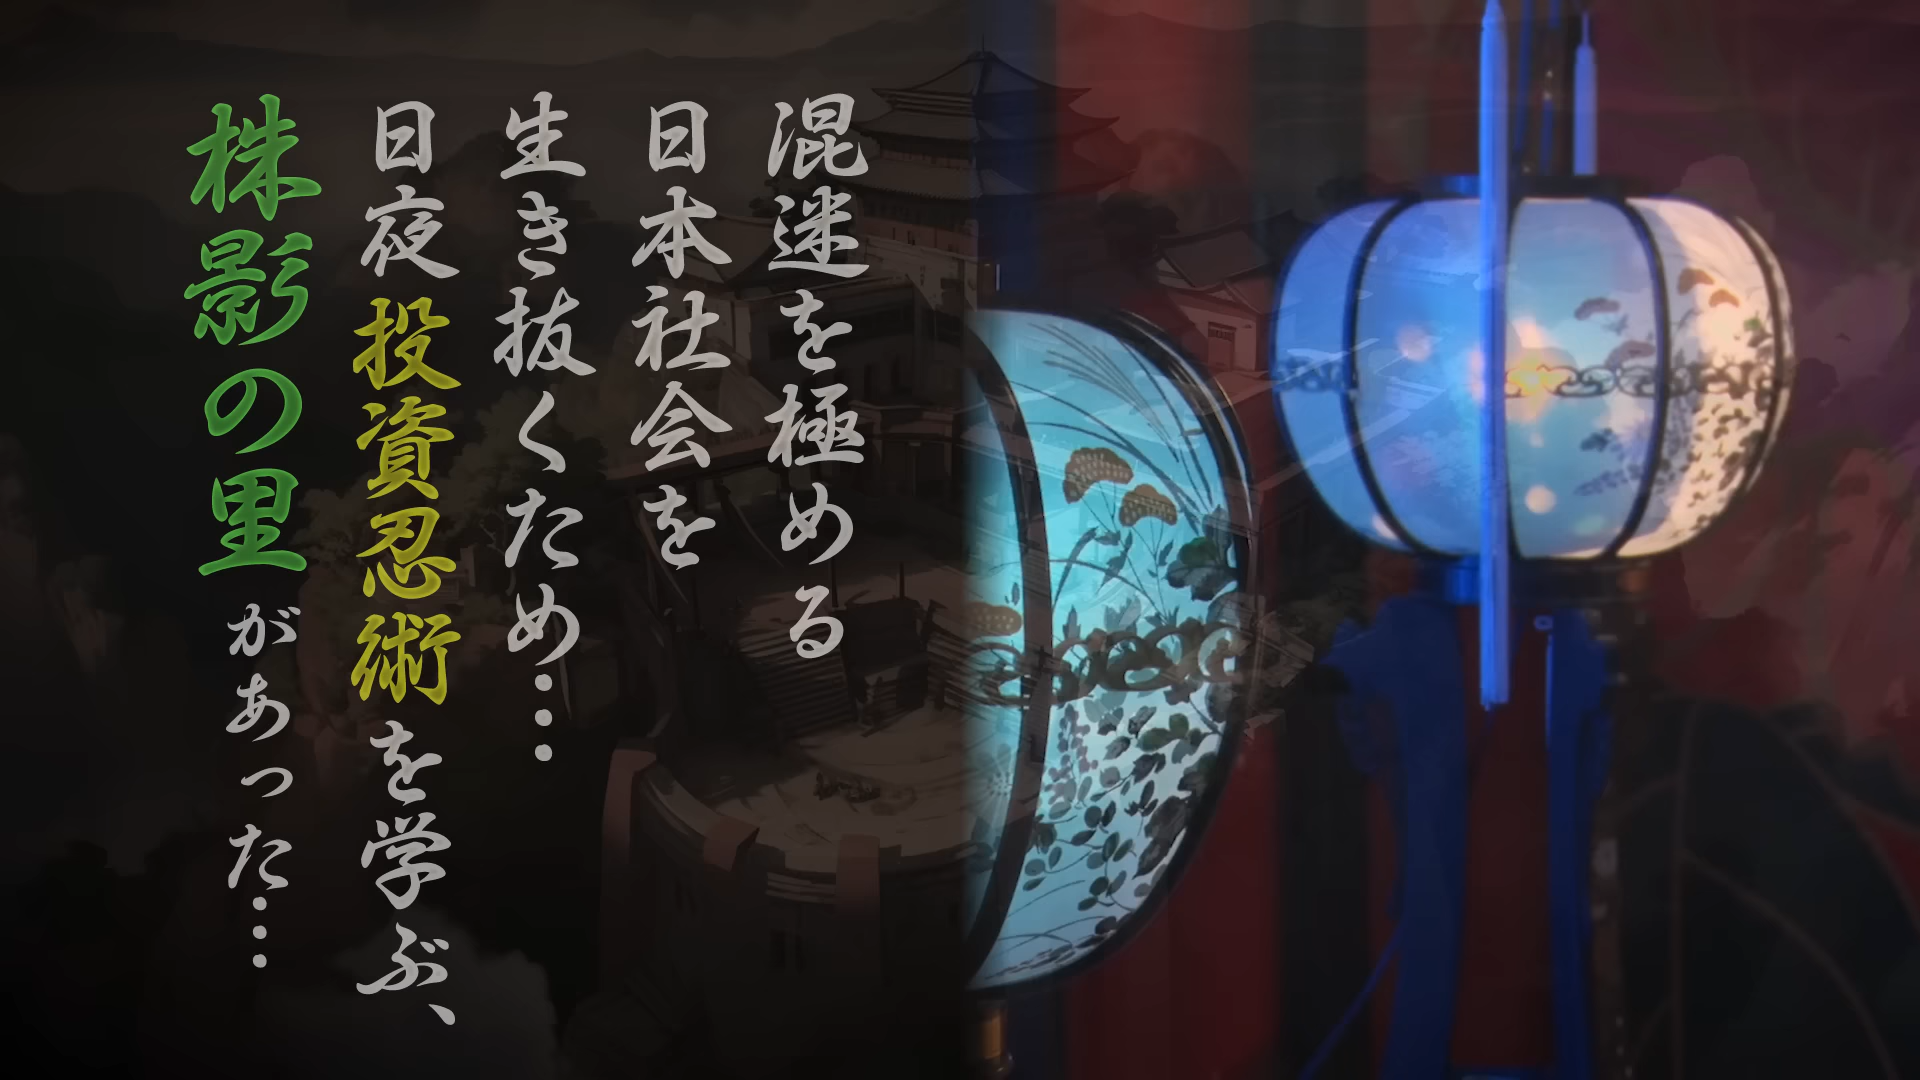 混迷を極める
日本社会を
生き抜くため…
日夜投資忍術を学ぶ、
株影の里があった…